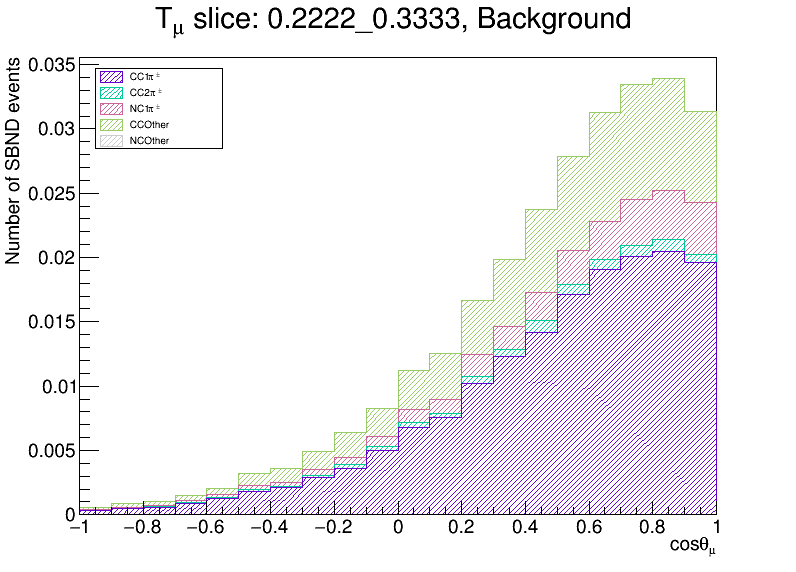 Tμ slice: 0.2222_0.3333, Background
Number of SBND events
0.035
0.03
0.025
0.02
0.015
0.01
0.005
0
CC1π ±
CC2π ±
NC1π ±
CCOther
NCOther
−1 −0.8 −0.6 −0.4 −0.2 0 0.2 0.4 0.6 0.8 1
cosθμ